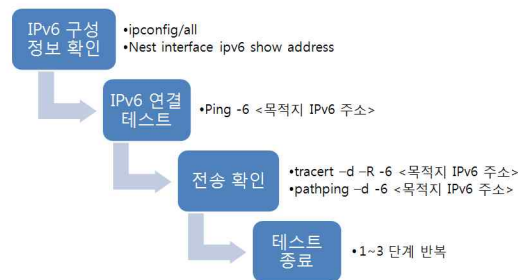 IPv6 구성
정보 확인
•ipconfig/all
•Nest interface ipv6 show address
IPv6 연결
테스트
•Ping -6 <목적지 IPv6 주소>
전송 확인
•tracert –d –R -6 <목적지 IPv6 주소>
•pathping –d -6 <목적지 IPv6 주소>
테스트
종료
•1~3 단계 반복